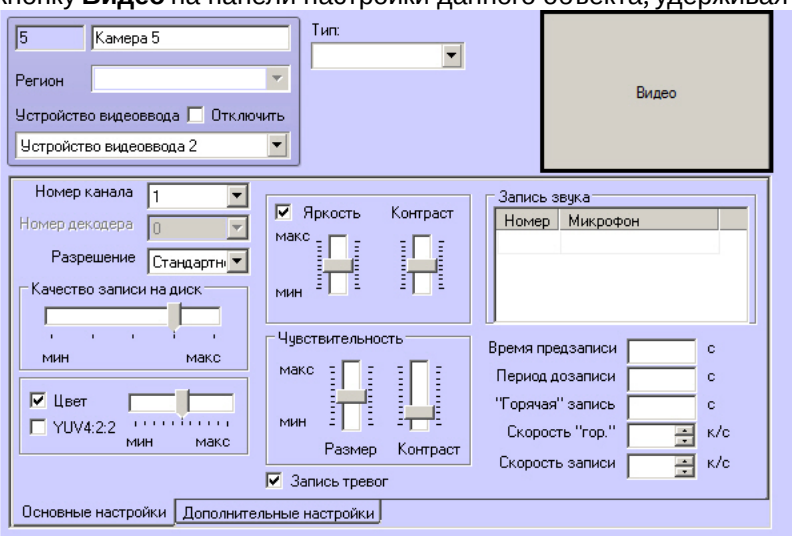 кнопку Видео на панели настройки данного объекта, удерживая
5 Камера 5
Тип:
Регион
Видео
Устройство видеоввода Отключить
Устройство видеоввода 2
Номер канала 1
Номер декодера 0
Разрешение Стандартн
Качество записи на диск
мин макс
Цвет
YUV4:2:2
мин макс
Яркость Контраст
макс
мин
Чувствительность
макс
мин
Размер Контраст
Запись тревог
Запись звука
Номер Микрофон
Время предзаписи с
Период дозаписи с
"Горячая" запись с
Скорость "гор." к/с
Скорость записи к/с
Основные настройки Дополнительные настройки